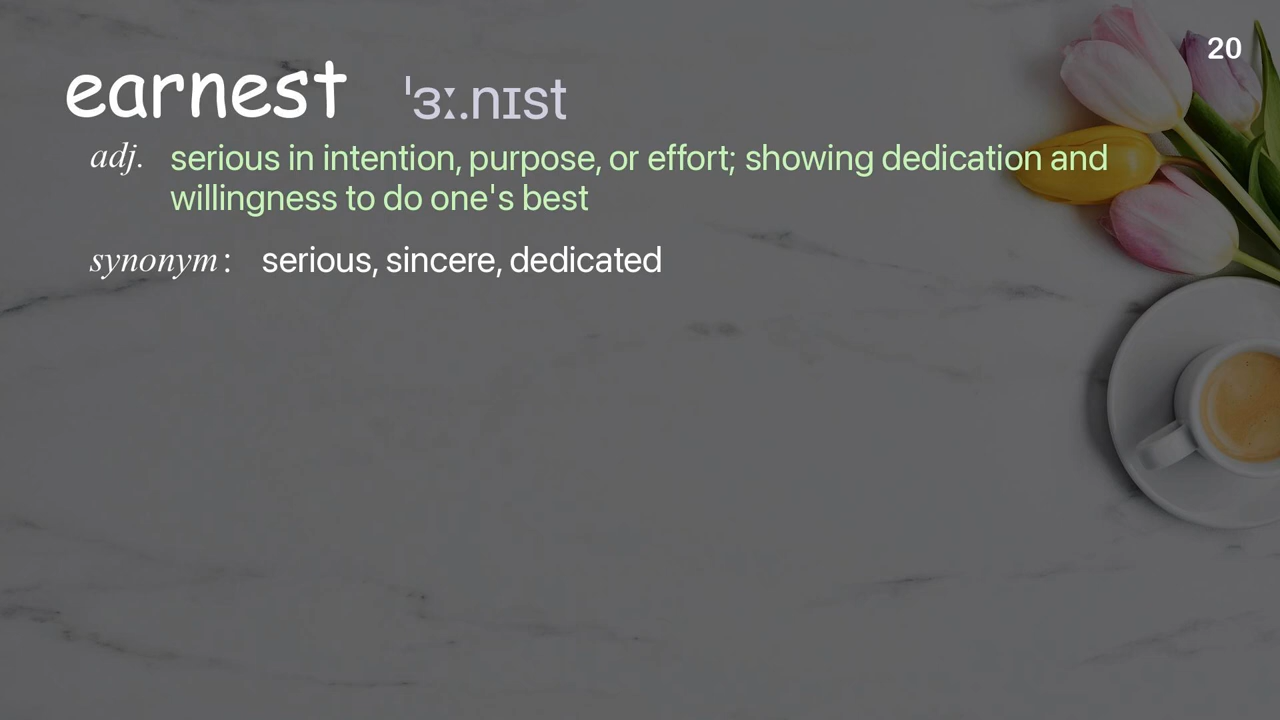 20
earnest ˈɜː.nɪst
adj. serious in intention, purpose, or effort; showing dedication and
willingness to do one's best
synonym: serious, sincere, dedicated